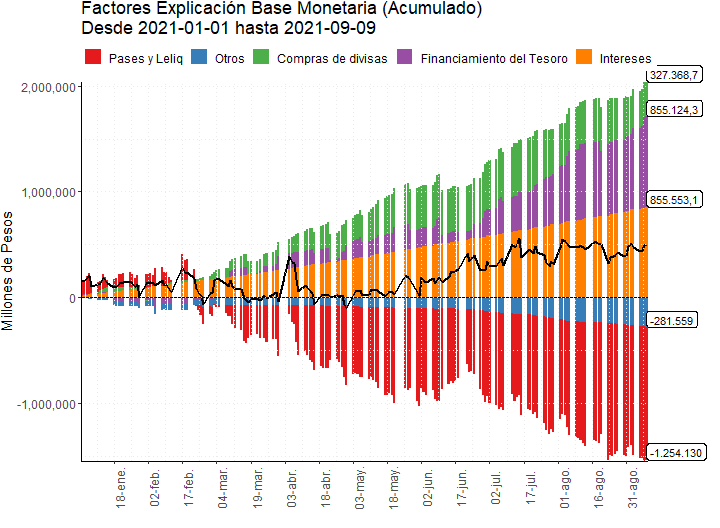 Factores Explicación Base Monetaria (Acumulado)
Desde 2021-01-01 hasta 2021-09-09
Pases y Leliq Otros Compras de divisas Financiamiento del Tesoro Intereses
Millones de Pesos
2,000,000
1,000,000
0
-1,000,000
327.368,7
855.124,3
855.553,1
-281.559
-1.254.130
18-ene.
02-feb.
17-feb.
04-mar.
19-mar.
03-abr.
18-abr.
03-may.
18-may.
02-jun.
17-jun.
02-jul.
17-jul.
01-ago.
16-ago.
31-ago.